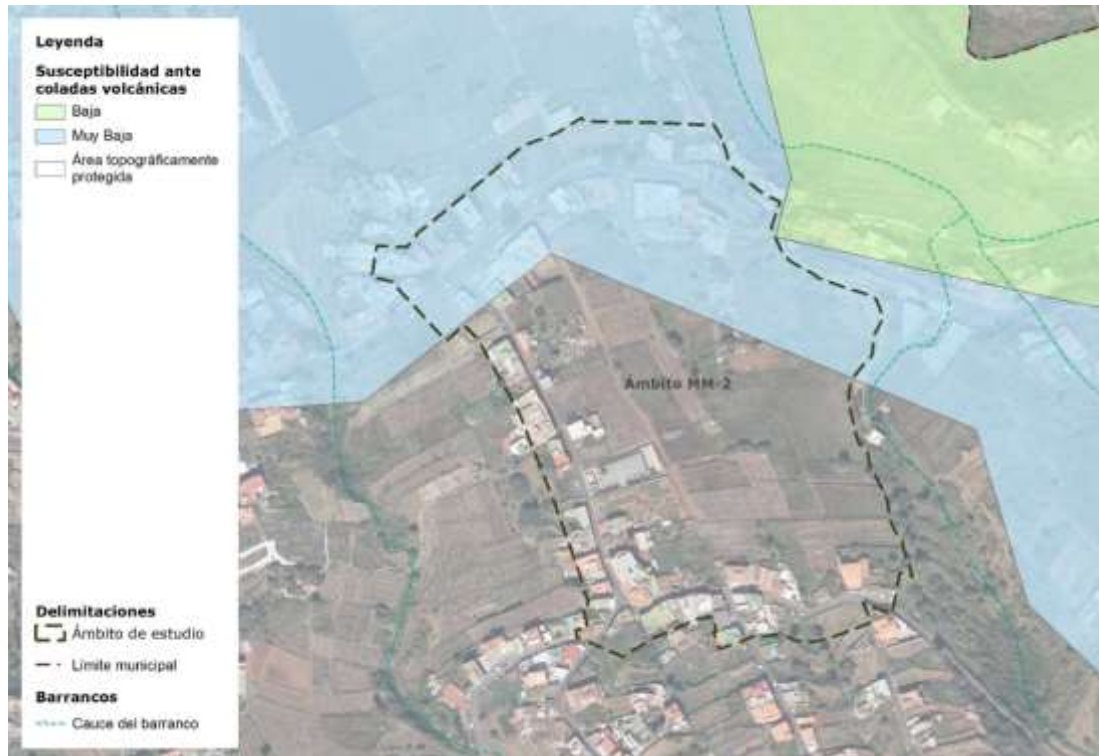 Leyenda
Susceptibilidad ante
coladas volcánicas
Baja
Muy Baja
Área topográficamente
protegida
Ámbito MM-2
Delimitaciones
Ámbito de estudio
Límite municipal
Barrancos
Cauce del barranco